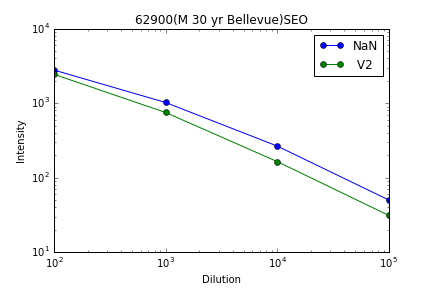 62900(M 30 yr Bellevue)SEO
10^4
10^3
10^2
10^1
Intensity
NaN
V2
10^2 10^3 10^4 10^5
Dilution